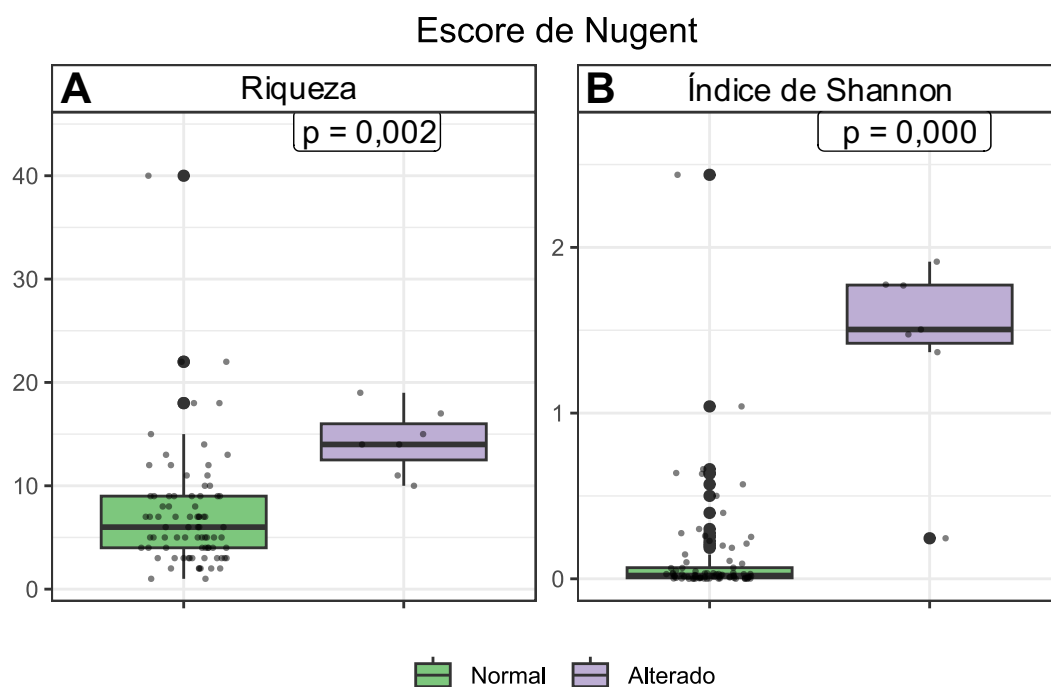 Escore de Nugent
A Riqueza
p = 0,002
40
30
20
10
0
B Índice de Shannon
p = 0,000
2
1
0
Normal Alterado